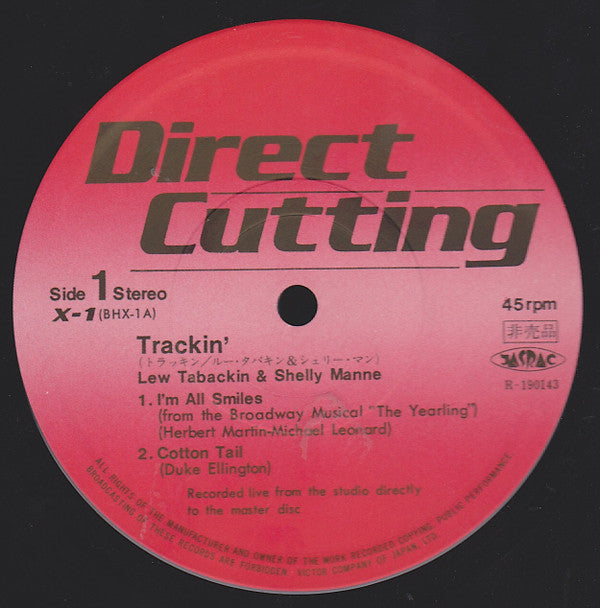 Direct
Cutting
Side 1 Stereo
X-1 (BHX-1A)
45 rpm
非売品
JASRAC
R-190143
Trackin'
(トラッキン/ルー・タバキン&シェリー・マン)
Lew Tabackin & Shelly Manne
1. I'm All Smiles
(from the Broadway Musical "The Yearling")
(Herbert Martin-Michael Leonard)
2. Cotton Tail
(Duke Ellington)
Recorded live from the studio directly
to the master disc
ALL RIGHTS OF THE MANUFACTURER AND OWNER OF THE WORK RECORDED. COPYING, PUBLIC PERFORMANCE,
BROADCASTING OF THESE RECORDS ARE FORBIDDEN · VICTOR COMPANY OF JAPAN, LTD.